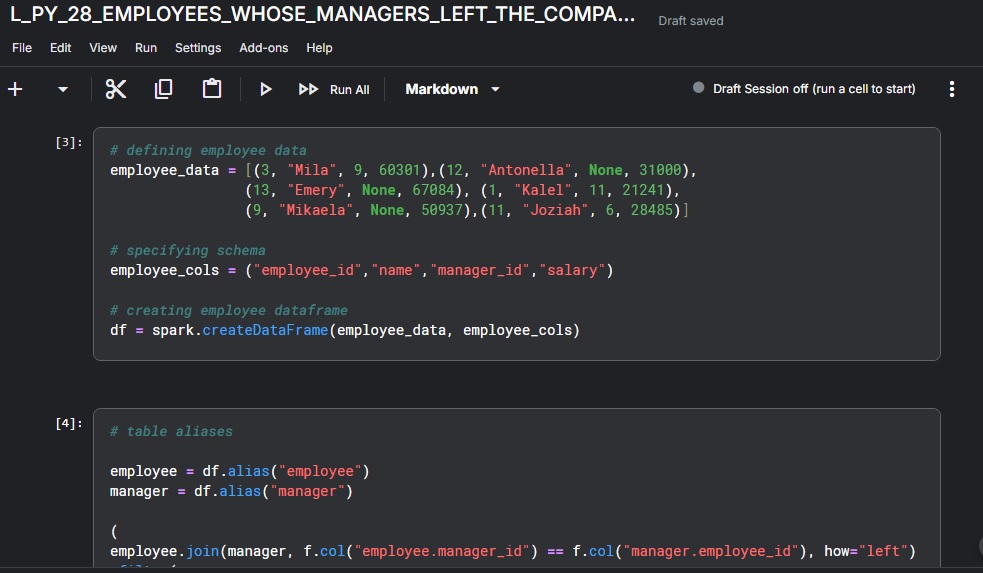 L_PY_28_EMPLOYEES_WHOSE_MANAGERS_LEFT_THE_COMPA... Draft saved
File Edit View Run Settings Add-ons Help
+ Run All Markdown Draft Session off (run a cell to start)
[3]:
# defining employee data
employee_data = [(3, "Mila", 9, 60301),(12, "Antonella", None, 31000),
(13, "Emery", None, 67084), (1, "Kalel", 11, 21241),
(9, "Mikaela", None, 50937),(11, "Joziah", 6, 28485)]
# specifying schema
employee_cols = ("employee_id","name","manager_id","salary")
# creating employee dataframe
df = spark.createDataFrame(employee_data, employee_cols)
[4]:
# table aliases
employee = df.alias("employee")
manager = df.alias("manager")
(
employee.join(manager, f.col("employee.manager_id") == f.col("manager.employee_id"), how="left")